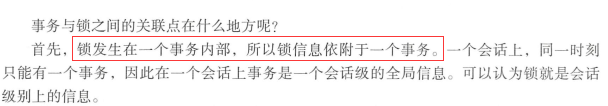 事务与锁之间的关联点在什么地方呢?
首先,锁发生在一个事务内部,所以锁信息依附于一个事务。一个会话上,同一时刻
只能有一个事务,因此在一个会话上事务是一个会话级的全局信息。可以认为锁就是会话
级别上的信息。